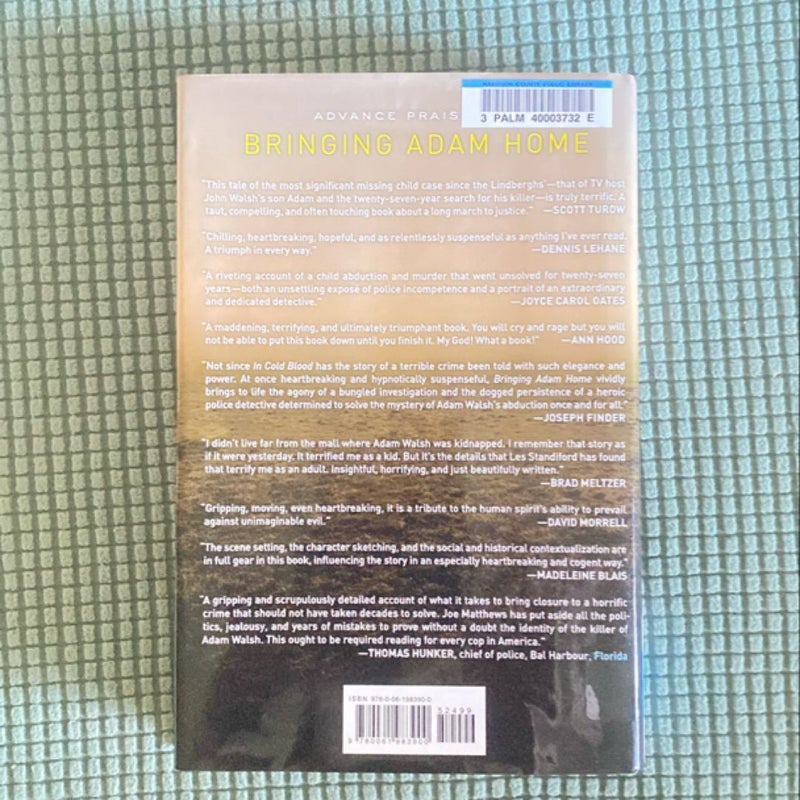 3 PALM 40003732 E
ADVANCE PRAIS
BRINGING ADAM HOME
"This tale of the most significant missing child case since the Lindberghs'—that of TV host
John Walsh's son Adam and the twenty-seven-year search for his killer—is truly terrific. A
taut, compelling, and often touching book about a long march to justice." —SCOTT TUROW
"Chilling, heartbreaking, hopeful, and as relentlessly suspenseful as anything I've ever read.
A triumph in every way." —DENNIS LEHANE
"A riveting account of a child abduction and murder that went unsolved for twenty-seven
years—both an unsettling exposé of police incompetence and a portrait of an extraordinary
and dedicated detective." —JOYCE CAROL OATES
"A maddening, terrifying, and ultimately triumphant book. You will cry and rage but you will
not be able to put this book down until you finish it. My God! What a book!" —ANN HOOD
"Not since In Cold Blood has the story of a terrible crime been told with such elegance and
power. At once heartbreaking and hypnotically suspenseful, Bringing Adam Home vividly
brings to life the agony of a bungled investigation and the dogged persistence of a heroic
police detective determined to solve the mystery of Adam Walsh's abduction once and for all."
—JOSEPH FINDER
"I didn't live far from the mall where Adam Walsh was kidnapped. I remember that story as
if it were yesterday. It terrified me as a kid. But it's the details that Les Standiford has found
that terrify me as an adult. Insightful, horrifying, and just beautifully written."
—BRAD MELTZER
"Gripping, moving, even heartbreaking, it is a tribute to the human spirit's ability to prevail
against unimaginable evil." —DAVID MORRELL
"The scene setting, the character sketching, and the social and historical contextualization are
in full gear in this book, influencing the story in an especially heartbreaking and cogent way."
—MADELEINE BLAIS
"A gripping and scrupulously detailed account of what it takes to bring closure to a horrific
crime that should not have taken decades to solve. Joe Matthews has put aside all the poli-
tics, jealousy, and years of mistakes to prove without a doubt the identity of the killer of
Adam Walsh. This ought to be required reading for every cop in America."
—THOMAS HUNKER, chief of police, Bal Harbour, Florida
ISBN 978-0-06-198390-0
52499
9 780061 983900